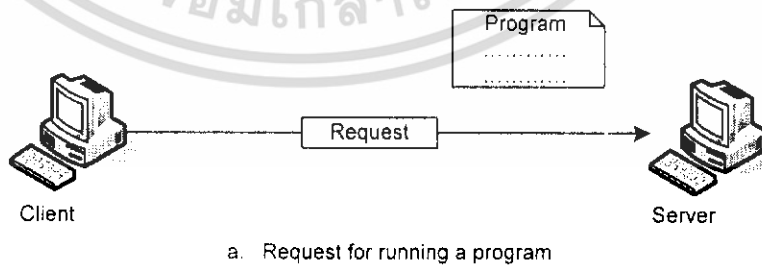 Program
............
............
Request
Client
Server
a. Request for running a program